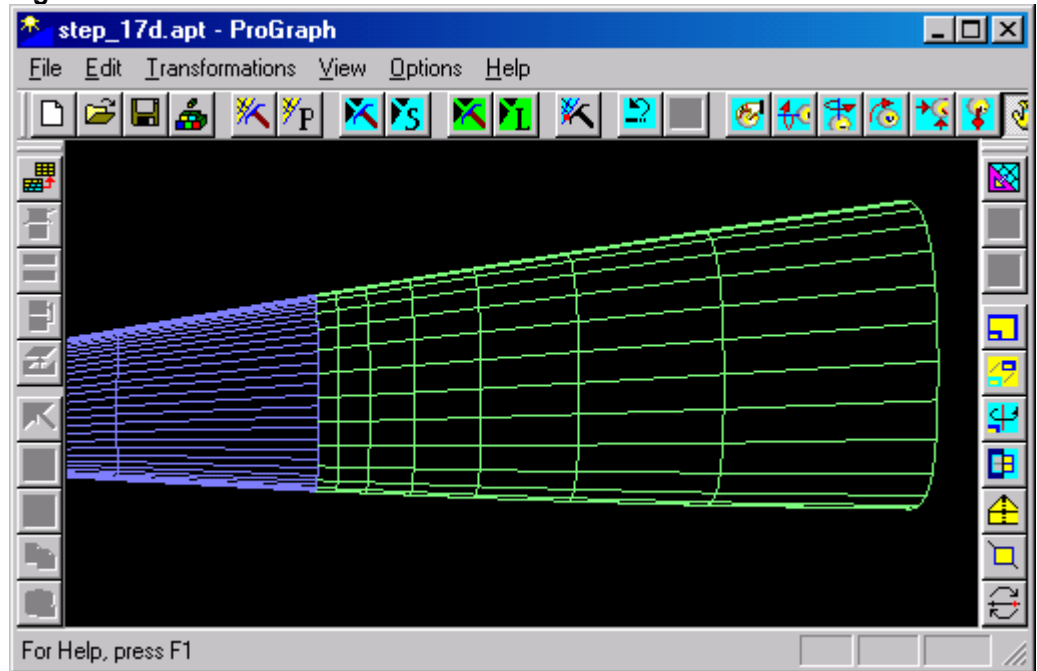 step_17d.apt - ProGraph
File Edit Transformations View Options Help
P S L
For Help, press F1